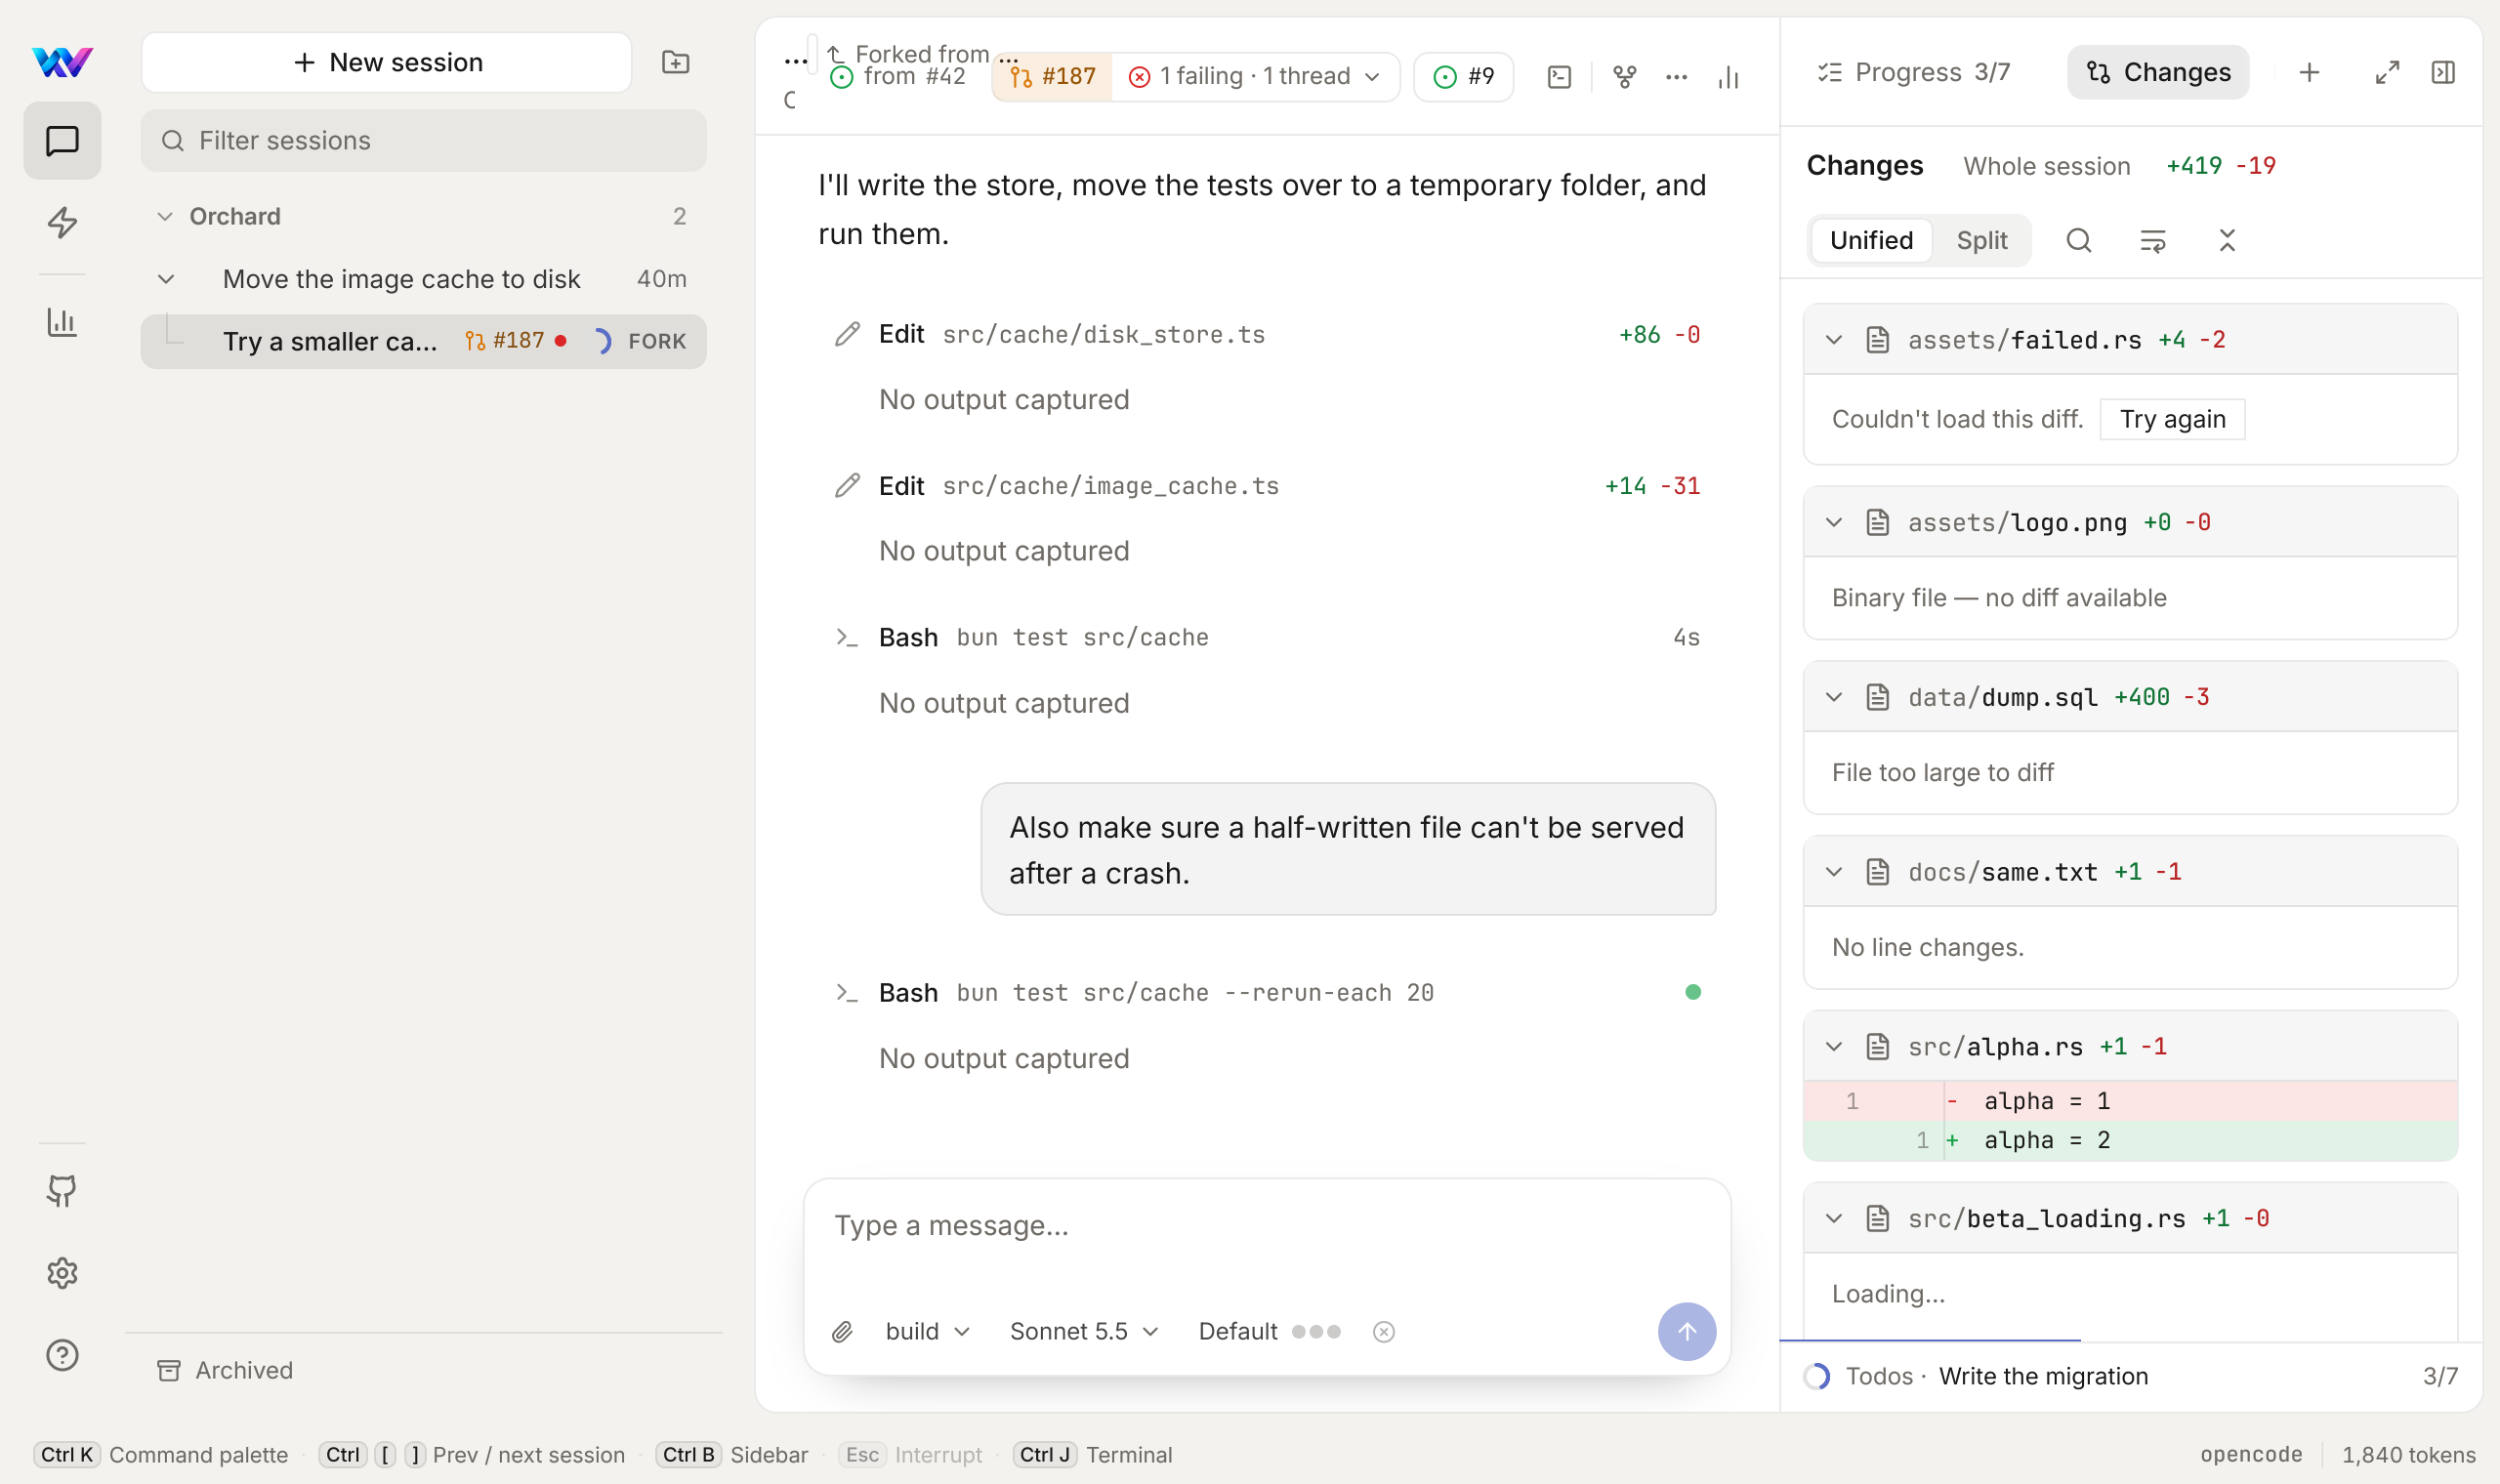 New session
Filter sessions
Orchard 2
Move the image cache to disk 40m
Try a smaller ca... #187 FORK
Archived
... Forked from ...
from #42 #187 1 failing · 1 thread #9
I'll write the store, move the tests over to a temporary folder, and
run them.
Edit src/cache/disk_store.ts +86 -0
No output captured
Edit src/cache/image_cache.ts +14 -31
No output captured
>_ Bash bun test src/cache 4s
No output captured
Also make sure a half-written file can't be served
after a crash.
>_ Bash bun test src/cache --rerun-each 20
No output captured
Type a message...
build Sonnet 5.5 Default
Progress 3/7 Changes
Changes Whole session +419 -19
Unified Split
assets/failed.rs +4 -2
Couldn't load this diff. Try again
assets/logo.png +0 -0
Binary file — no diff available
data/dump.sql +400 -3
File too large to diff
docs/same.txt +1 -1
No line changes.
src/alpha.rs +1 -1
1 - alpha = 1
1 + alpha = 2
src/beta_loading.rs +1 -0
Loading...
Todos · Write the migration 3/7
Ctrl K Command palette · Ctrl [ ] Prev / next session · Ctrl B Sidebar · Esc Interrupt · Ctrl J Terminal
opencode 1,840 tokens